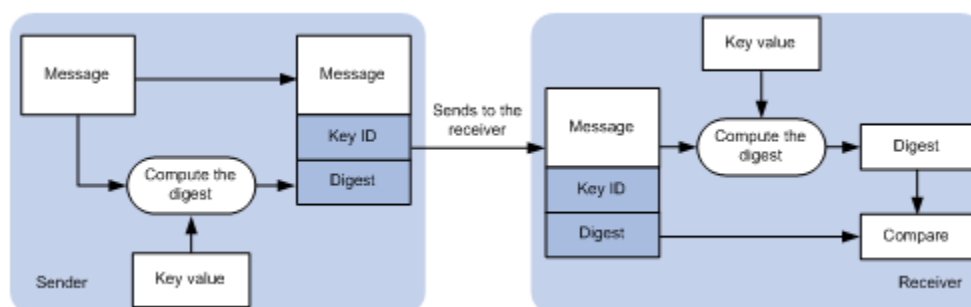 Message
Message
Key ID
Digest
Compute the
digest
Key value
Sender
Sends to the
receiver
Key value
Message
Key ID
Digest
Compute the
digest
Digest
Compare
Receiver